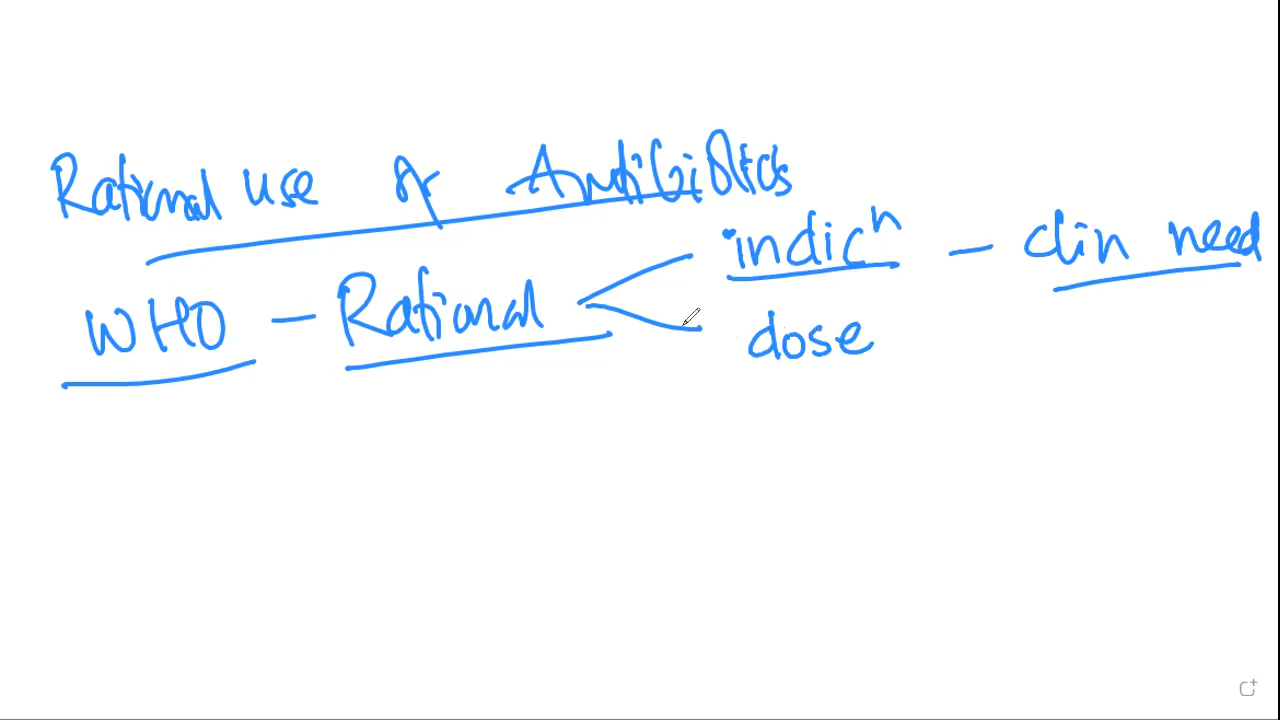 Rational use of Antibiotics
WHO - Rational
indicⁿ - clin need
dose